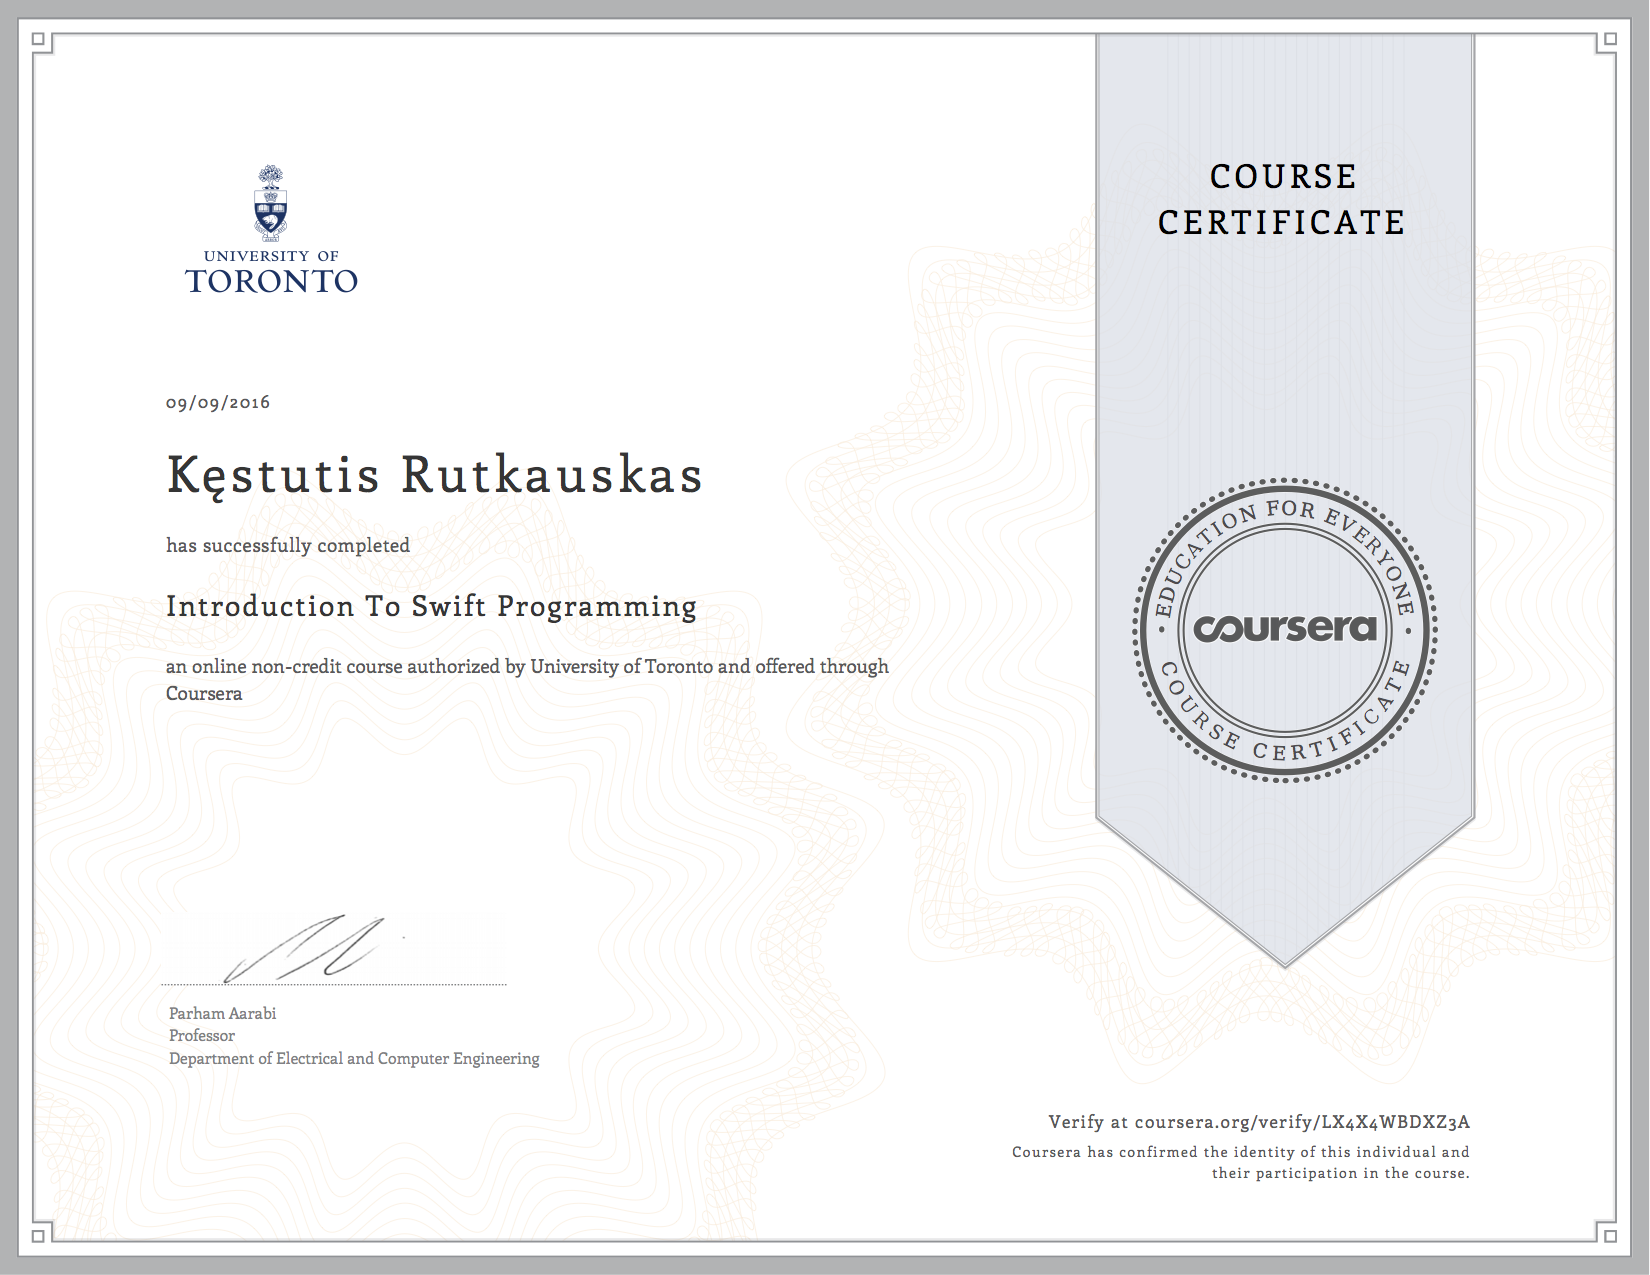 UNIVERSITY OF
TORONTO
09/09/2016
Kęstutis Rutkauskas
has successfully completed
Introduction To Swift Programming
an online non-credit course authorized by University of Toronto and offered through
Coursera
Parham Aarabi
Professor
Department of Electrical and Computer Engineering
COURSE
CERTIFICATE
EDUCATION FOR EVERYONE
coursera
COURSE CERTIFICATE
Verify at coursera.org/verify/LX4X4WBDXZ3A
Coursera has confirmed the identity of this individual and
their participation in the course.